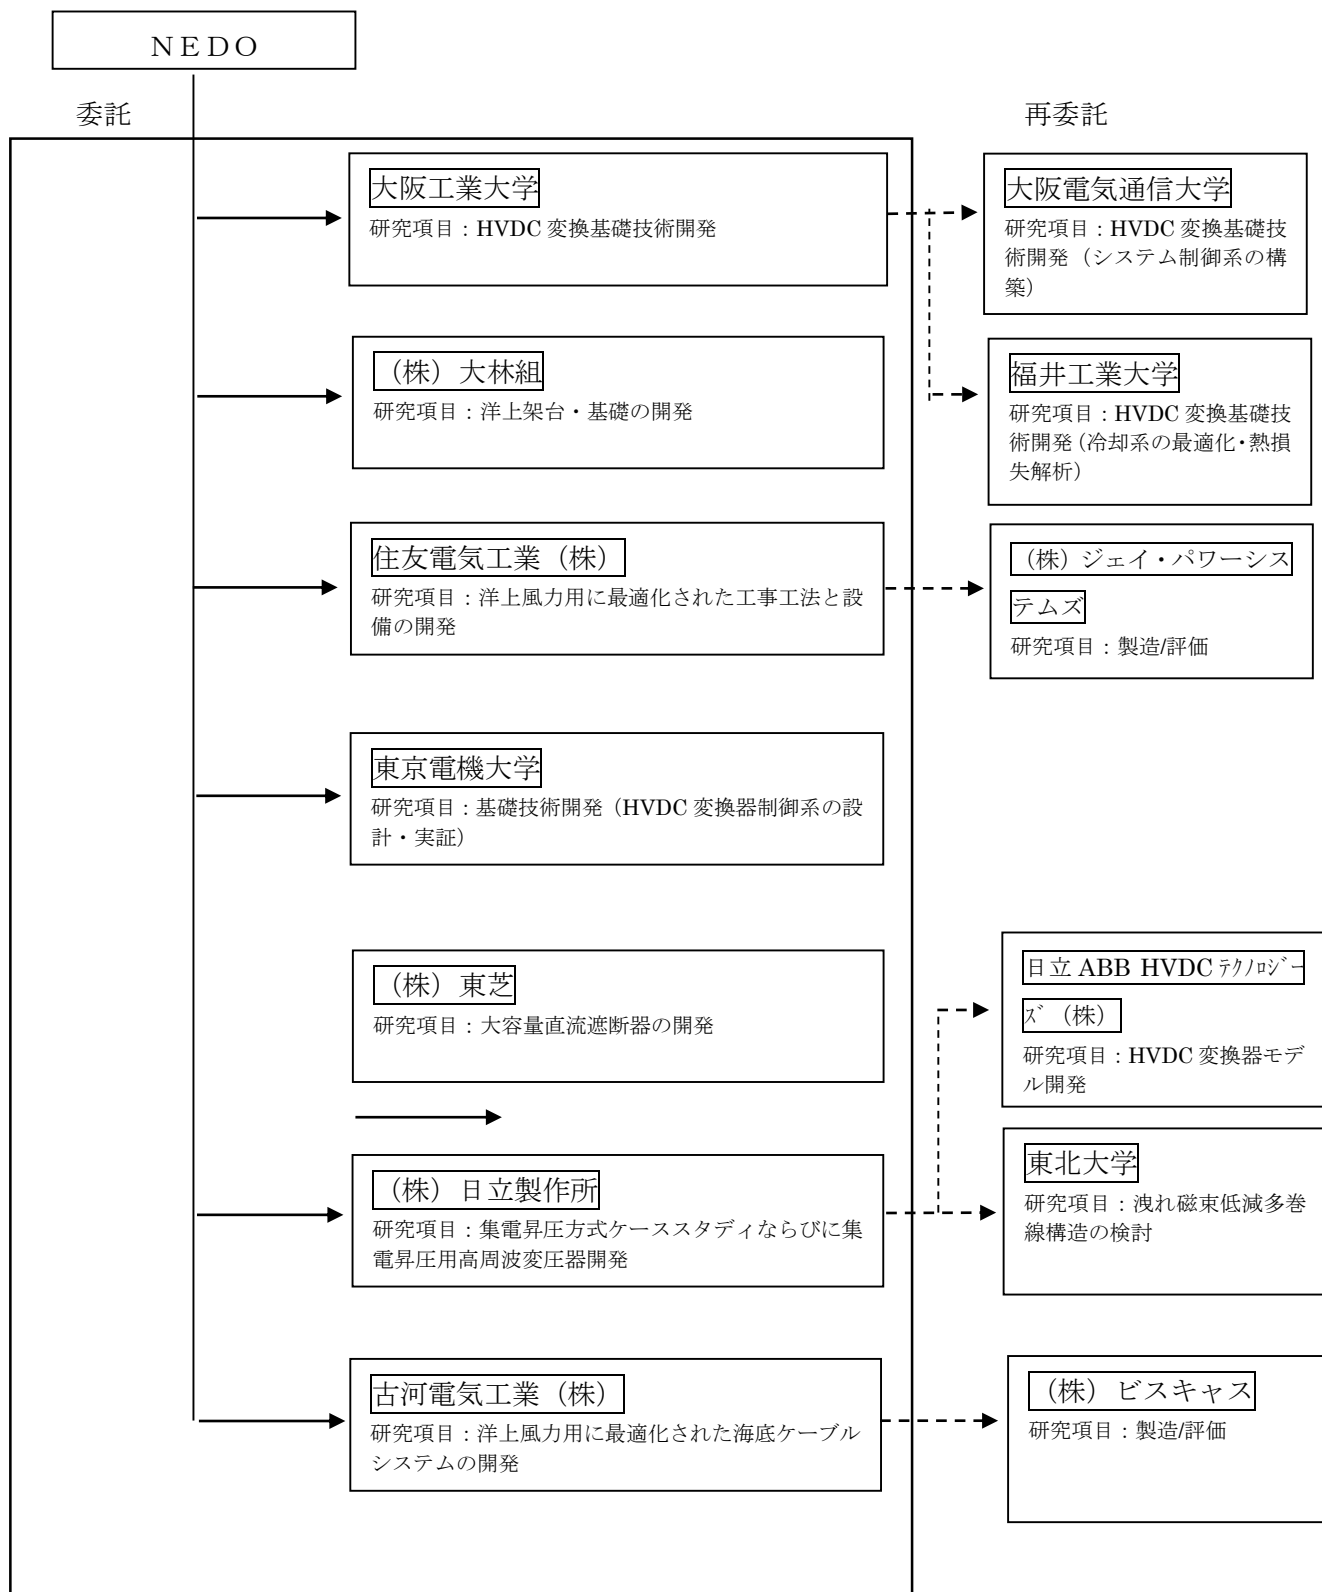 NEDO
委託
再委託
大阪工業大学
研究項目：HVDC 変換基礎技術開発
大阪電気通信大学
研究項目：HVDC 変換基礎技
術開発（システム制御系の構
築）
（株）大林組
研究項目：洋上架台・基礎の開発
福井工業大学
研究項目：HVDC 変換基礎技
術開発（冷却系の最適化・熱損
失解析）
住友電気工業（株）
研究項目：洋上風力用に最適化された工事工法と設
備の開発
（株）ジェイ・パワーシス
テムズ
研究項目：製造/評価
東京電機大学
研究項目：基礎技術開発（HVDC 変換器制御系の設
計・実証）
（株）東芝
研究項目：大容量直流遮断器の開発
日立 ABB HVDC ﾃｸﾉﾛｼﾞｰ
ｽﾞ（株）
研究項目：HVDC 変換器モデ
ル開発
（株）日立製作所
研究項目：集電昇圧方式ケーススタディならびに集
電昇圧用高周波変圧器開発
東北大学
研究項目：洩れ磁束低減多巻
線構造の検討
古河電気工業（株）
研究項目：洋上風力用に最適化された海底ケーブル
システムの開発
（株）ビスキャス
研究項目：製造/評価